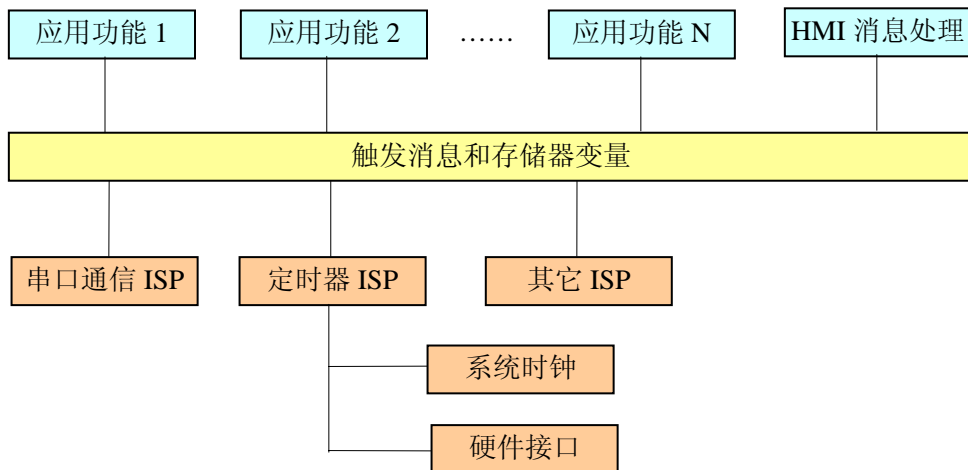 应用功能 1
应用功能 2
……
应用功能 N
HMI 消息处理
触发消息和存储器变量
串口通信 ISP
定时器 ISP
其它 ISP
系统时钟
硬件接口